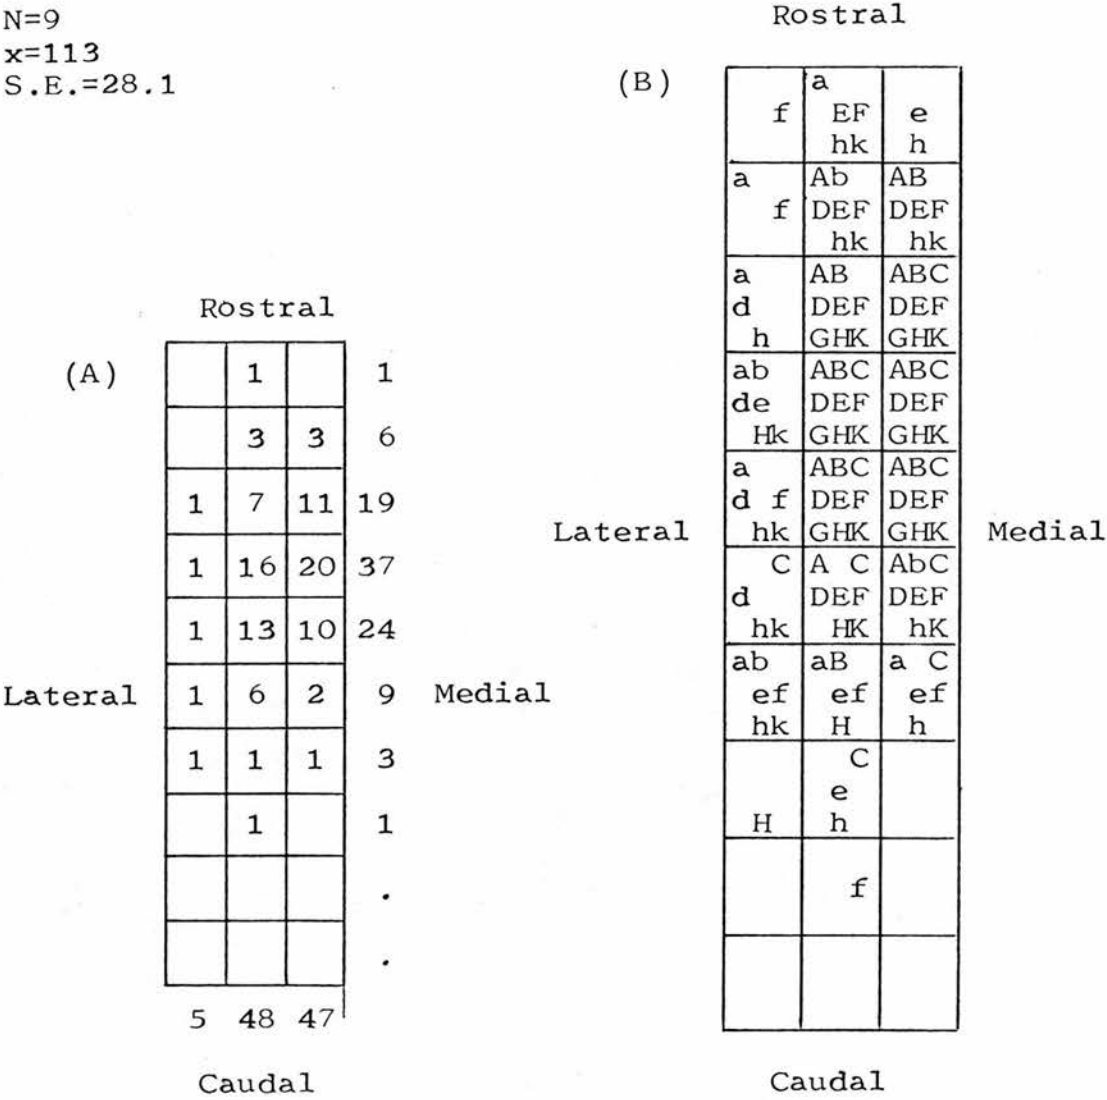 N=9
x=113
S.E.=28.1
(A)
Rostral
1 1
3 3 6
1 7 11 19
1 16 20 37
1 13 10 24
Lateral 1 6 2 9 Medial
1 1 1 3
1 1
.
.
5 48 47
Caudal
Rostral
(B)
a
f EF e
hk h
a Ab AB
f DEF DEF
hk hk
a AB ABC
d DEF DEF
h GHK GHK
ab ABC ABC
de DEF DEF
Hk GHK GHK
a ABC ABC
d f DEF DEF
Lateral hk GHK GHK Medial
C A C AbC
d DEF DEF
hk HK hK
ab aB a C
ef ef ef
hk H h
C
e
H h
f
Caudal